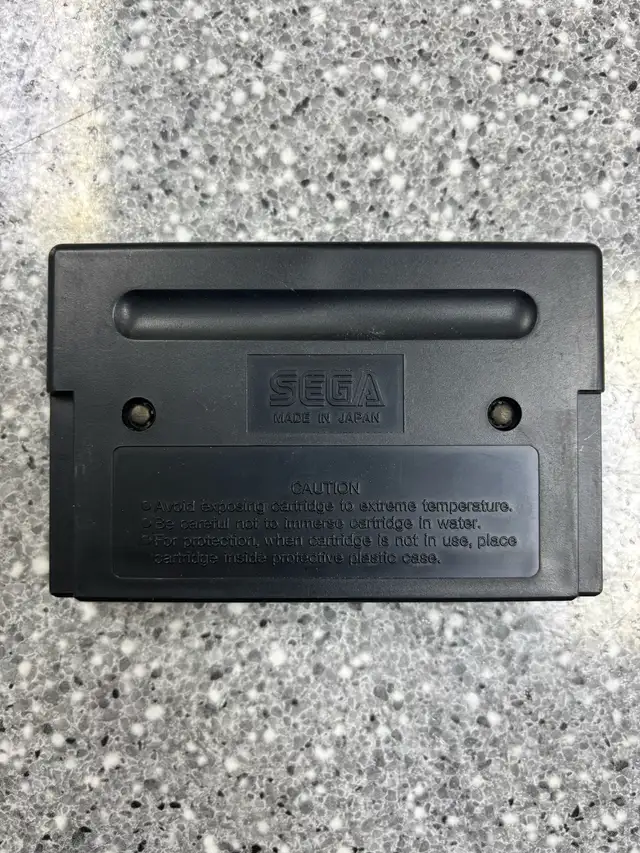 SEGA
MADE IN JAPAN
CAUTION
• Avoid exposing cartridge to extreme temperature.
• Be careful not to immerse cartridge in water.
• For protection, when cartridge is not in use, place
cartridge inside protective plastic case.